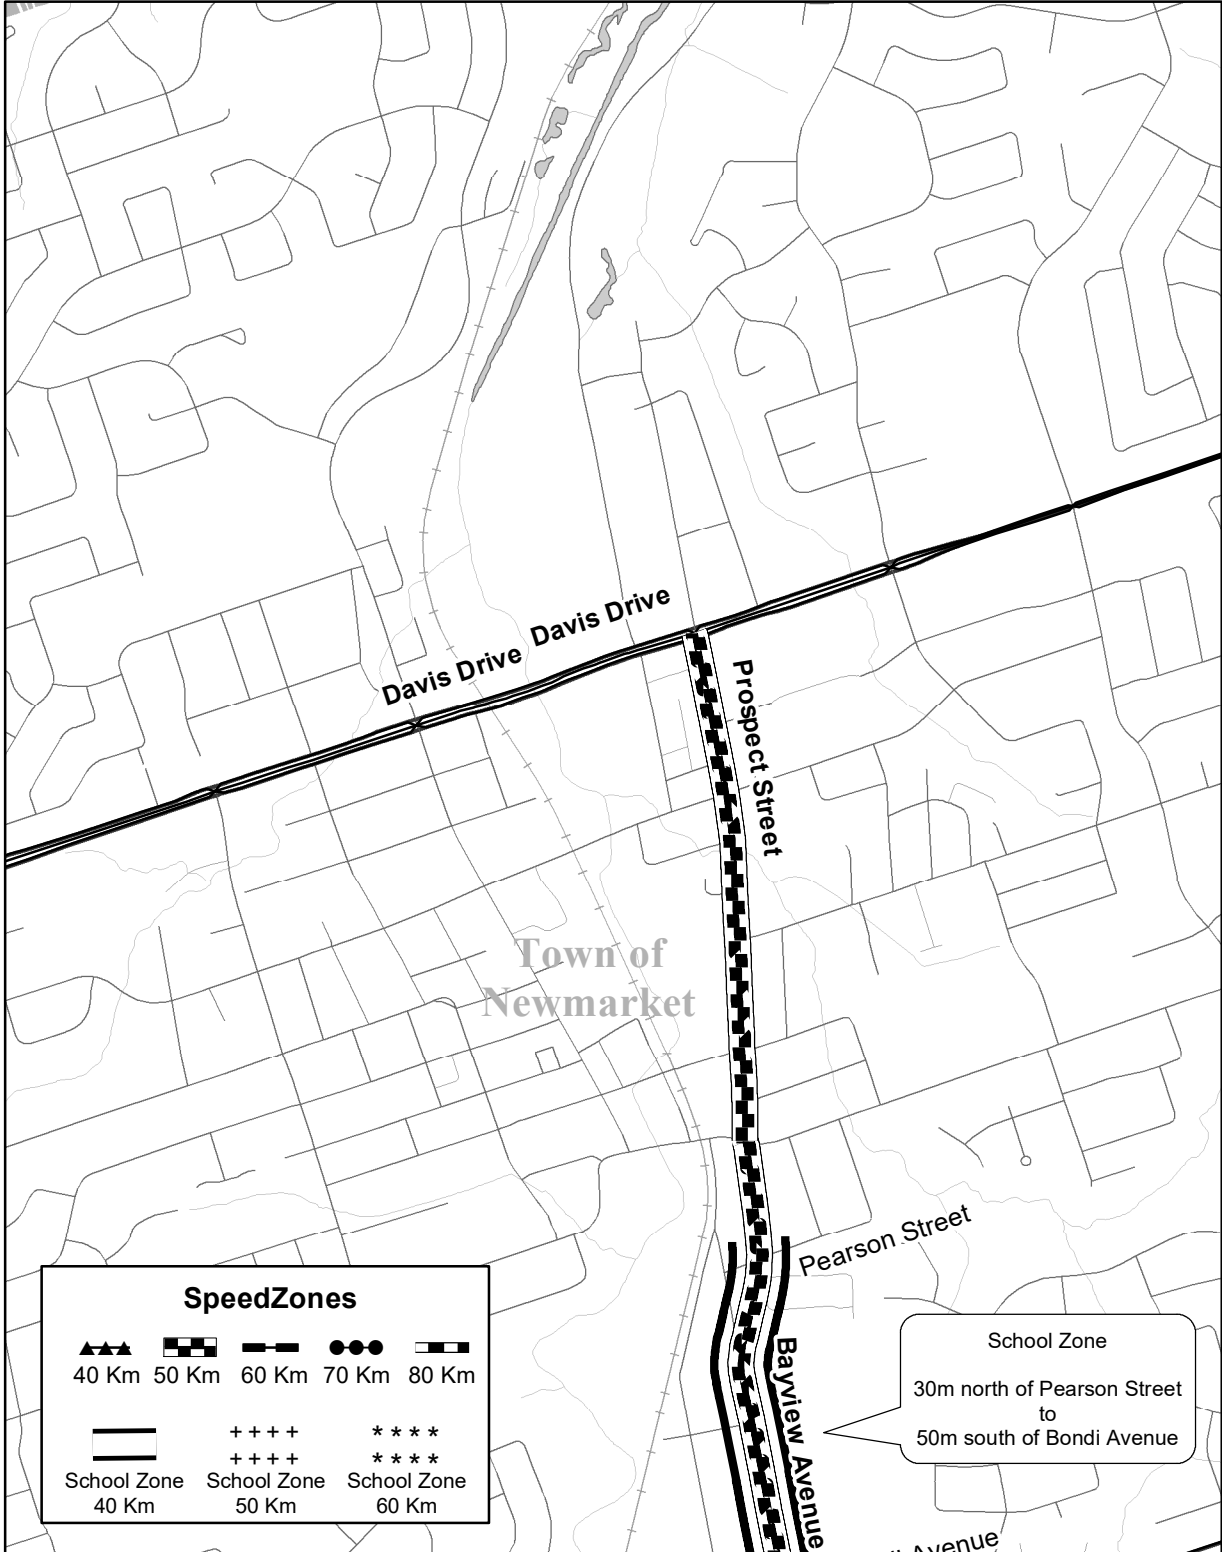 Davis Drive
Davis Drive
Prospect Street
Town of
Newmarket
Pearson Street
Bayview Avenue
School Zone
30m north of Pearson Street
to
50m south of Bondi Avenue
Avenue
SpeedZones
40 Km 50 Km 60 Km 70 Km 80 Km
++++ ****
++++ ****
School Zone School Zone School Zone
40 Km 50 Km 60 Km